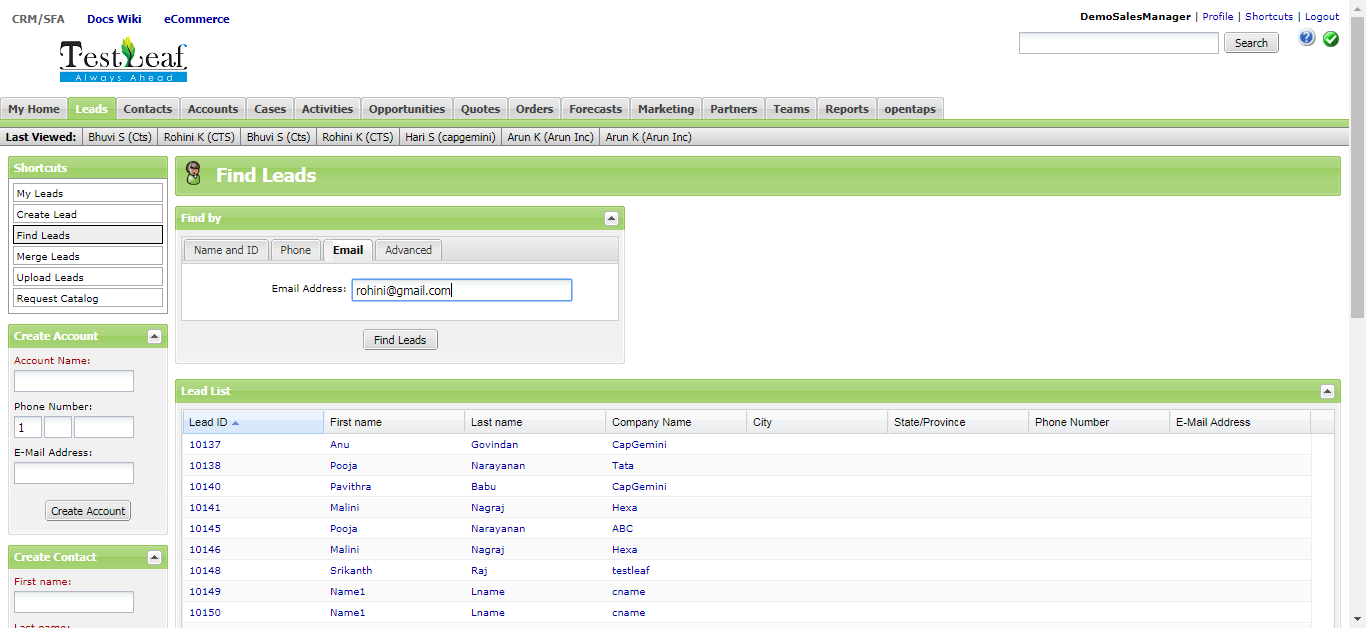 CRM/SFA Docs Wiki eCommerce
DemoSalesManager | Profile | Shortcuts | Logout
TestLeaf
Always Ahead
Search
?
My Home Leads Contacts Accounts Cases Activities Opportunities Quotes Orders Forecasts Marketing Partners Teams Reports opentaps
Last Viewed: Bhuvi S (Cts) Rohini K (CTS) Bhuvi S (Cts) Rohini K (CTS) Hari S (capgemini) Arun K (Arun Inc) Arun K (Arun Inc)
Shortcuts
My Leads
Create Lead
Find Leads
Merge Leads
Upload Leads
Request Catalog
Create Account
Account Name:
Phone Number:
1
E-Mail Address:
Create Account
Create Contact
First name:
Last name:
Find Leads
Find by
Name and ID Phone Email Advanced
Email Address: rohini@gmail.com
Find Leads
Lead List
Lead ID First name Last name Company Name City State/Province Phone Number E-Mail Address
10137 Anu Govindan CapGemini
10138 Pooja Narayanan Tata
10140 Pavithra Babu CapGemini
10141 Malini Nagraj Hexa
10145 Pooja Narayanan ABC
10146 Malini Nagraj Hexa
10148 Srikanth Raj testleaf
10149 Name1 Lname cname
10150 Name1 Lname cname